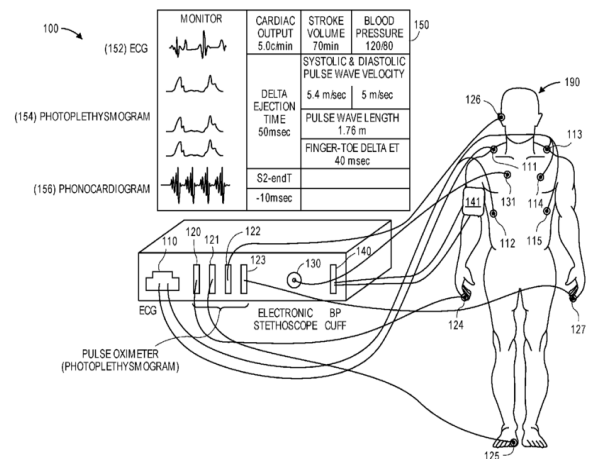 100
MONITOR
CARDIAC
OUTPUT
5.0c/min
STROKE
VOLUME
70min
BLOOD
PRESSURE
120/80
150
(152) ECG
SYSTOLIC & DIASTOLIC
PULSE WAVE VELOCITY
5.4 m/sec
5 m/sec
(154) PHOTOPLETHYSMOGRAM
DELTA
EJECTION
TIME
50msec
PULSE WAVE LENGTH
1.76 m
FINGER-TOE DELTA ET
40 msec
(156) PHONOCARDIOGRAM
S2-endT
-10msec
190
126
113
111
131
114
141
112
115
110
120
121
122
123
130
140
ECG
ELECTRONIC
STETHOSCOPE
BP
CUFF
124
127
PULSE OXIMETER
(PHOTOPLETHYSMOGRAM)
125